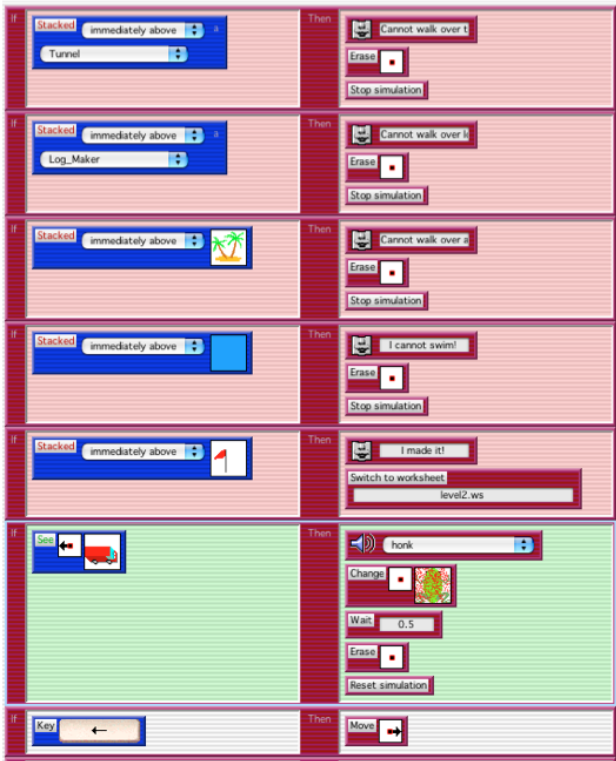 If
Stacked immediately above a
Tunnel
Then
Cannot walk over t
Erase
Stop simulation
If
Stacked immediately above a
Log_Maker
Then
Cannot walk over lo
Erase
Stop simulation
If
Stacked immediately above
Then
Cannot walk over a
Erase
Stop simulation
If
Stacked immediately above
Then
I cannot swim!
Erase
Stop simulation
If
Stacked immediately above
Then
I made it!
Switch to worksheet
level2.ws
If
See
Then
honk
Change
Wait 0.5
Erase
Reset simulation
If
Key
Then
Move